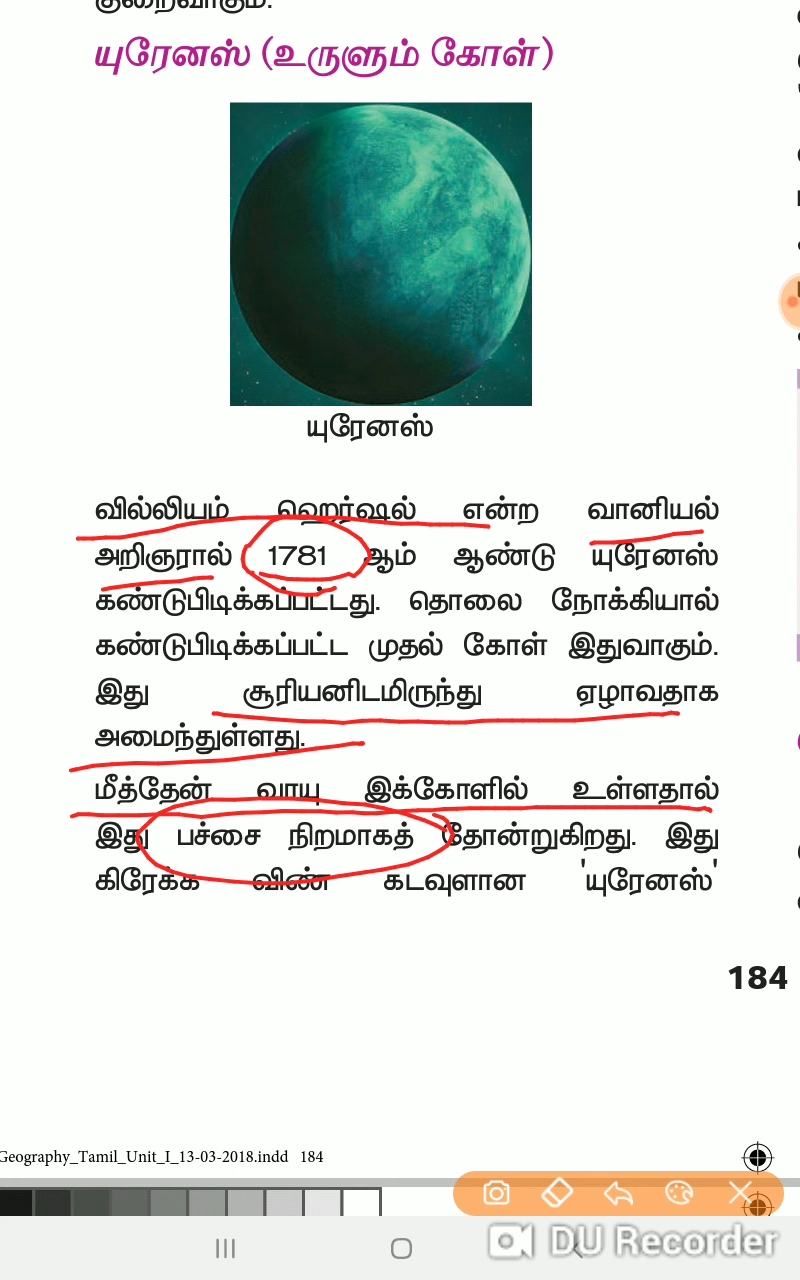 குறைவாகும்.
யுரேனஸ் (உருளும் கோள்)
யுரேனஸ்
வில்லியம் ஹெர்ஷல் என்ற வானியல்
அறிஞரால் 1781 ஆம் ஆண்டு யுரேனஸ்
கண்டுபிடிக்கப்பட்டது. தொலை நோக்கியால்
கண்டுபிடிக்கப்பட்ட முதல் கோள் இதுவாகும்.
இது சூரியனிடமிருந்து ஏழாவதாக
அமைந்துள்ளது.
மீத்தேன் வாயு இக்கோளில் உள்ளதால்
இது பச்சை நிறமாகத் தோன்றுகிறது. இது
கிரேக்க விண் கடவுளான 'யுரேனஸ்'
184
Geography_Tamil_Unit_I_13-03-2018.indd 184
DU Recorder